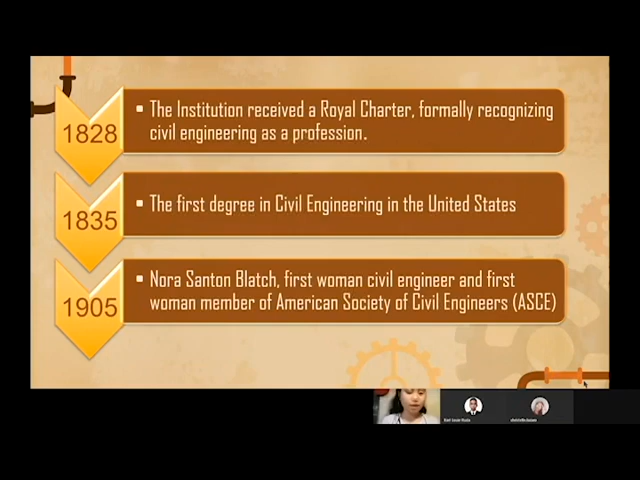 1828
▪ The Institution received a Royal Charter, formally recognizing
civil engineering as a profession.
1835
▪ The first degree in Civil Engineering in the United States
1905
▪ Nora Santon Blatch, first woman civil engineer and first
woman member of American Society of Civil Engineers (ASCE)